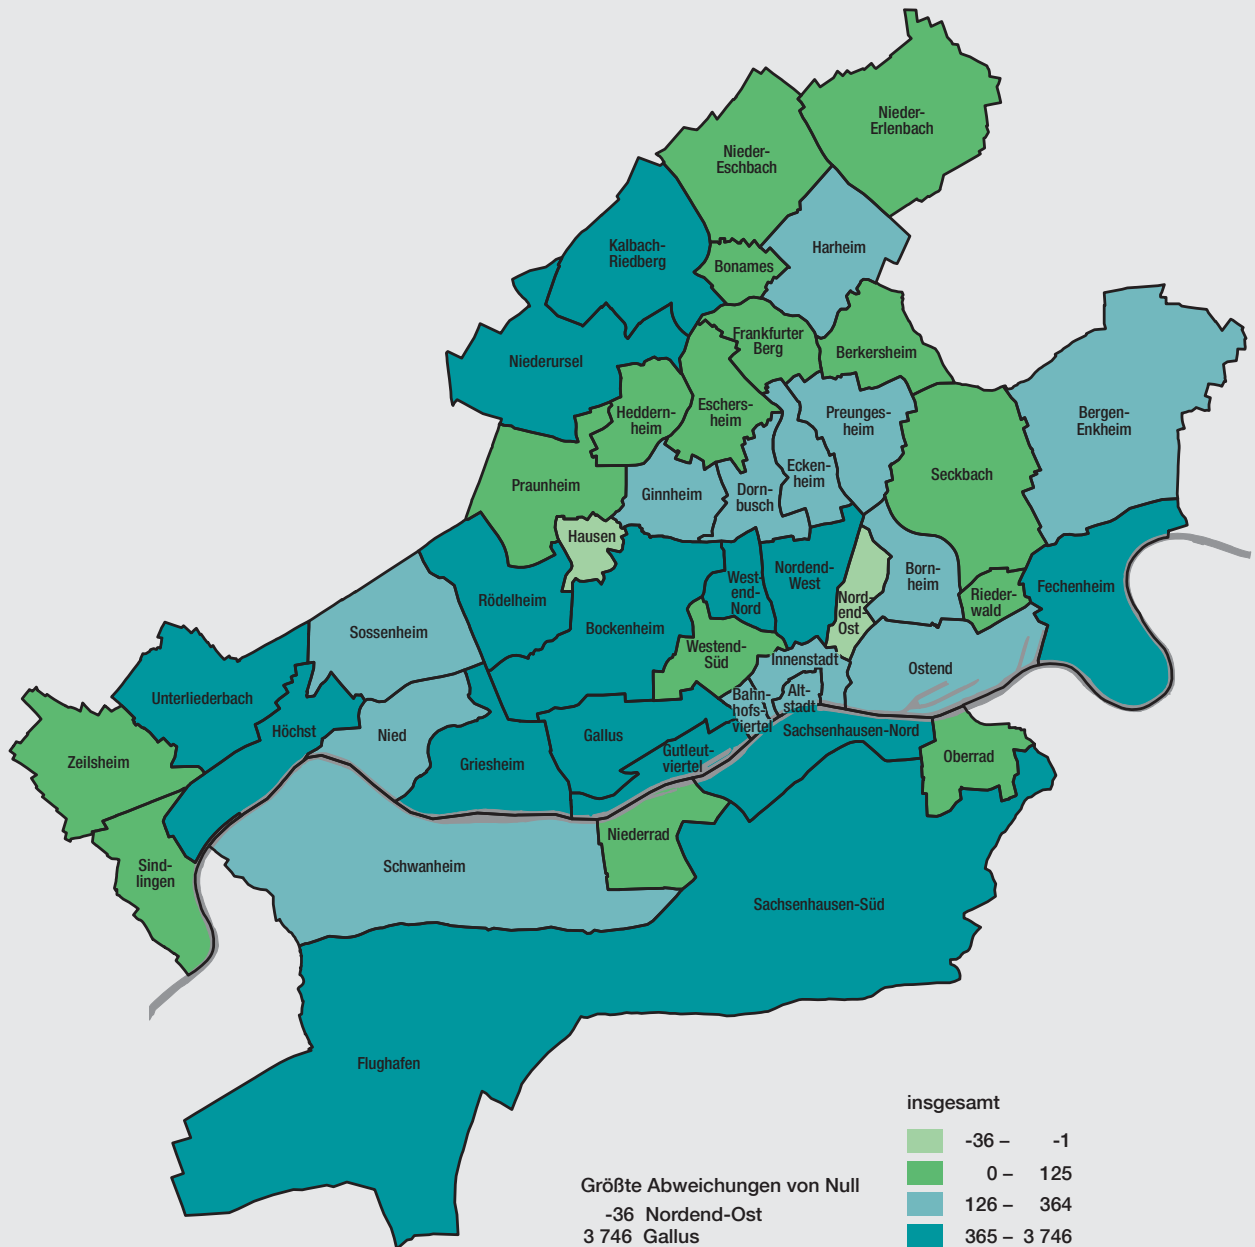 Nieder-
Erlenbach
Nieder-
Eschbach
Harheim
Kalbach-
Riedberg
Bonames
Frankfurter
Berg
Berkersheim
Niederursel
Heddern-
heim
Eschers-
heim
Preunges-
heim
Bergen-
Enkheim
Ecken-
heim
Seckbach
Praunheim
Ginnheim
Dorn-
busch
Hausen
Nordend-
West
Born-
heim
West-
end-
Nord
Fechenheim
Rödelheim
Nord-
end-
Ost
Rieder-
wald
Sossenheim
Bockenheim
Westend-
Süd
Innenstadt
Ostend
Unterliederbach
Bahn-
hofs-
viertel
Alt-
stadt
Höchst
Nied
Gallus
Sachsenhausen-Nord
Zeilsheim
Griesheim
Gutleut-
viertel
Oberrad
Niederrad
Sind-
lingen
Schwanheim
Sachsenhausen-Süd
Flughafen
insgesamt
-36 – -1
0 – 125
126 – 364
365 – 3 746
Größte Abweichungen von Null
-36 Nordend-Ost
3 746 Gallus